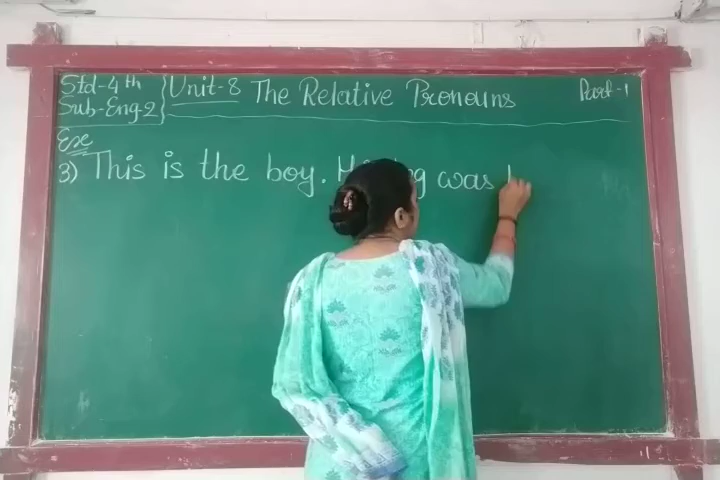 Std-4th
Sub-Eng-2
Unit-8 The Relative Pronouns
Part-1
Ex
3) This is the boy. was